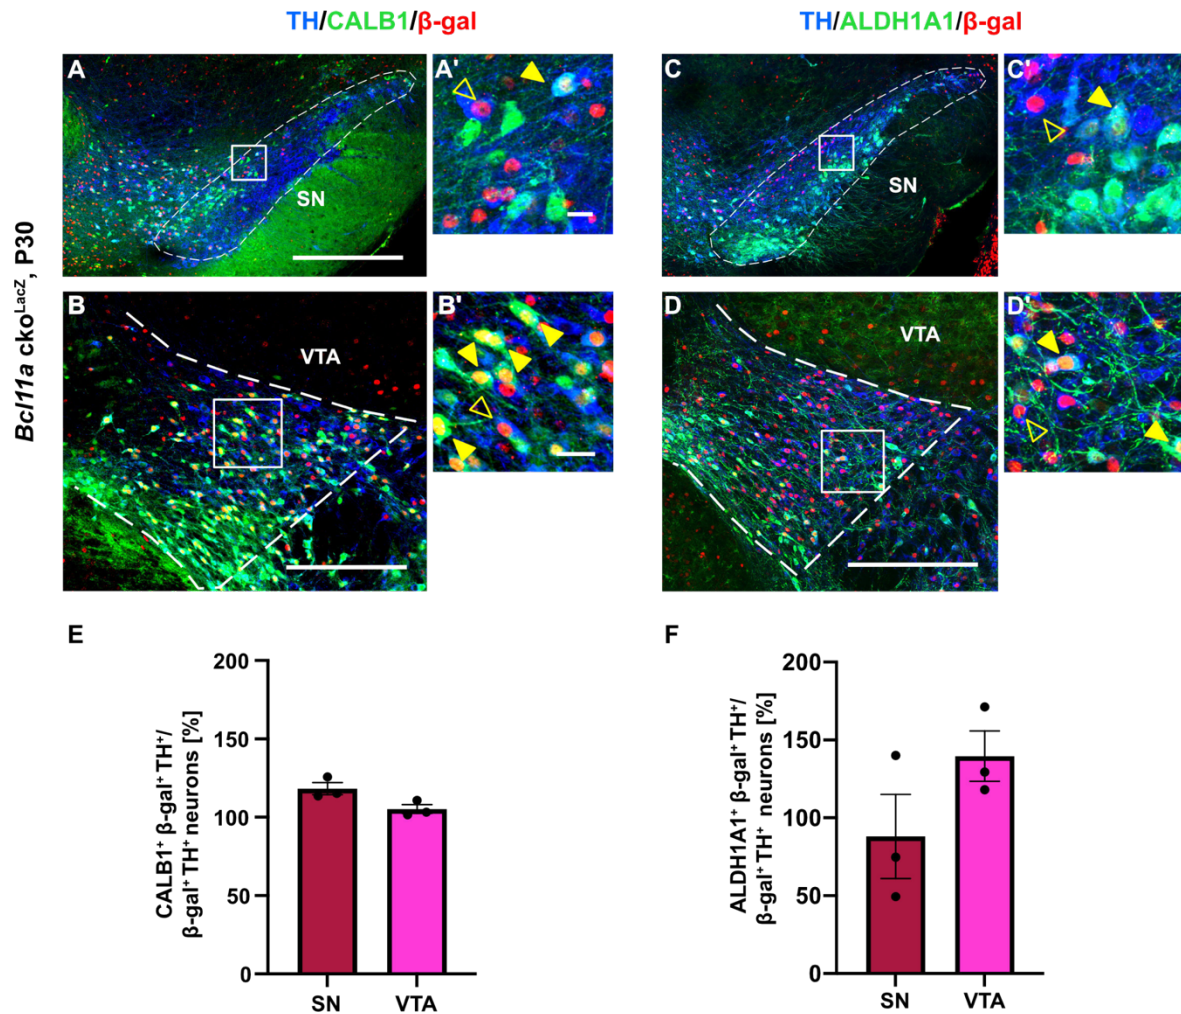 TH/CALB1/β-gal
TH/ALDH1A1/β-gal
Bcl11a cko^LacZ, P30
A
SN
A'
C
SN
C'
B
VTA
B'
D
VTA
D'
E
CALB1⁺ β-gal⁺ TH⁺/
β-gal⁺ TH⁺ neurons [%]
200
150
100
50
0
SN VTA
F
ALDH1A1⁺ β-gal⁺ TH⁺/
β-gal⁺ TH⁺ neurons [%]
200
150
100
50
0
SN VTA